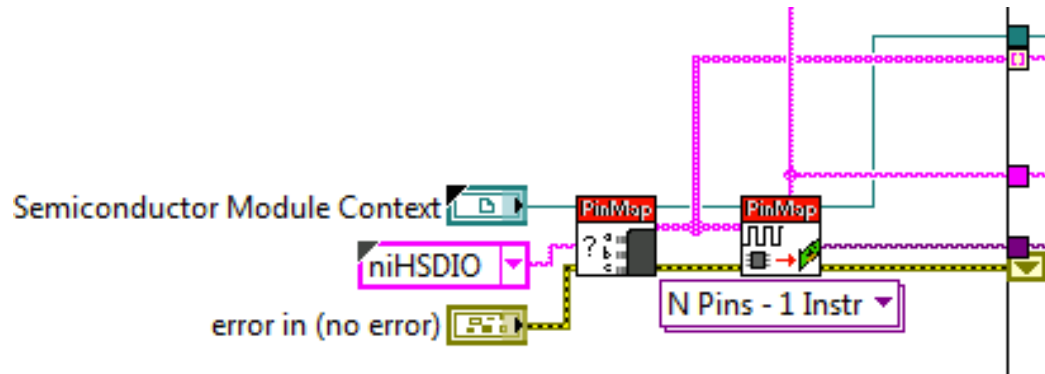 Semiconductor Module Context
PinMap
PinMap
?
a
b
c
niHSDIO
N Pins - 1 Instr
error in (no error)